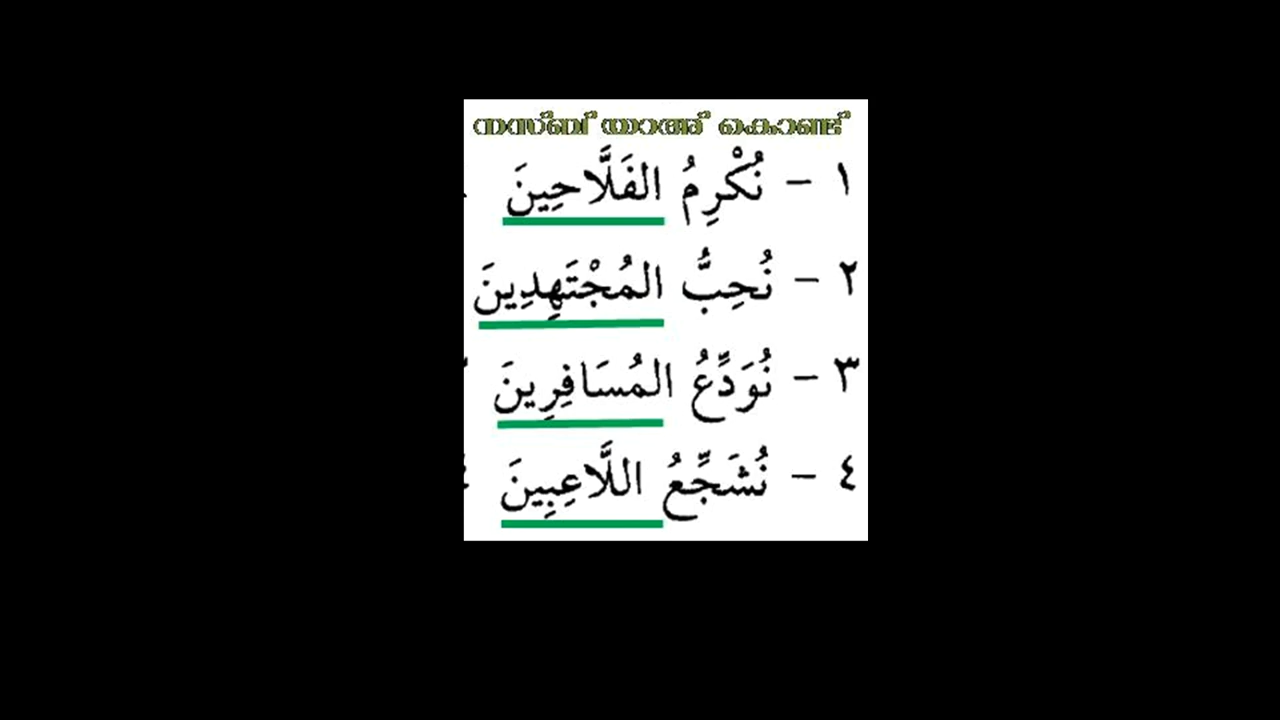 നസ്ബ് യാഅ് കൊണ്ട്
١ - نُكْرِمُ الفَلَّاحِينَ
٢ - نُحِبُّ المُجْتَهِدِينَ
٣ - نُوَدِّعُ المُسَافِرِينَ
٤ - نُشَجِّعُ اللَّاعِبِينَ